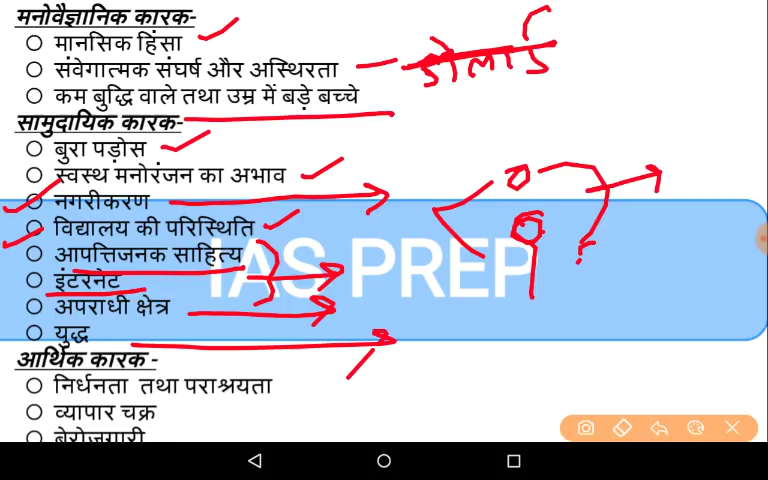 मनोवैज्ञानिक कारक-
O मानसिक हिंसा
O संवेगात्मक संघर्ष और अस्थिरता
O कम बुद्धि वाले तथा उम्र में बड़े बच्चे
सामुदायिक कारक-
O बुरा पड़ोस
O स्वस्थ मनोरंजन का अभाव
O नगरीकरण
O विद्यालय की परिस्थिति
O आपत्तिजनक साहित्य
O इंटरनेट
O अपराधी क्षेत्र
O युद्ध
IAS PREP
आर्थिक कारक -
O निर्धनता तथा पराश्रयता
O व्यापार चक्र
O बेरोजगारी